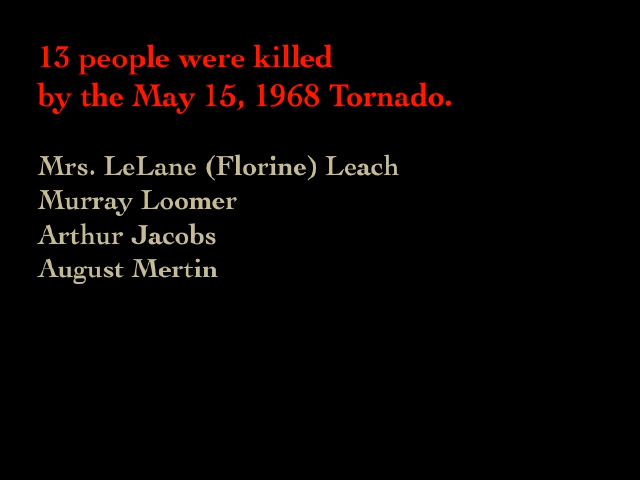 13 people were killed
by the May 15, 1968 Tornado.
Mrs. LeLane (Florine) Leach
Murray Loomer
Arthur Jacobs
August Mertin